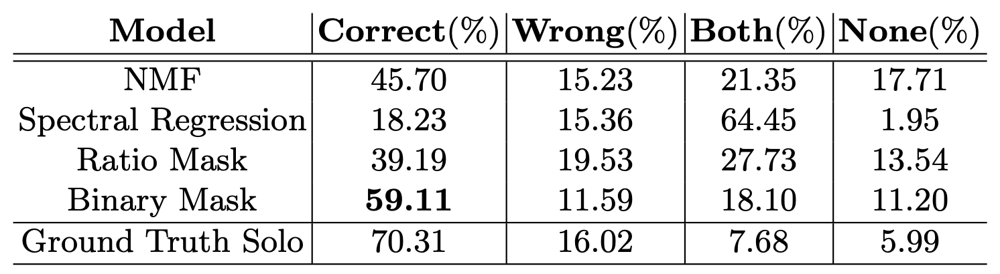 Model Correct(%) Wrong(%) Both(%) None(%)
NMF 45.70 15.23 21.35 17.71
Spectral Regression 18.23 15.36 64.45 1.95
Ratio Mask 39.19 19.53 27.73 13.54
Binary Mask 59.11 11.59 18.10 11.20
Ground Truth Solo 70.31 16.02 7.68 5.99